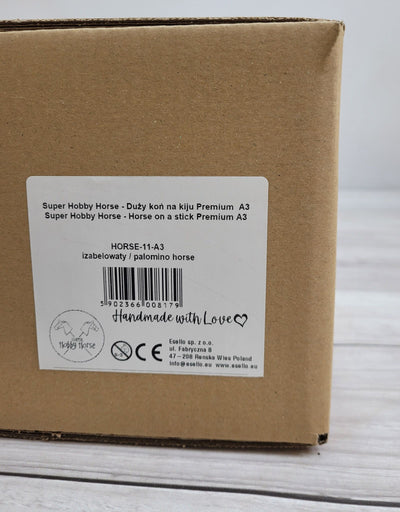 Super Hobby Horse - Duży koń na kiju Premium A3
Super Hobby Horse - Horse on a stick Premium A3
HORSE-11-A3
izabelowaty / palomino horse
5 902366 008179
Handmade with Love
Hobby Horse
CE
Esello sp. z o.o.
ul. Fabryczna 8
47-208 Reńska Wieś Poland
info@esello.eu www.esello.eu